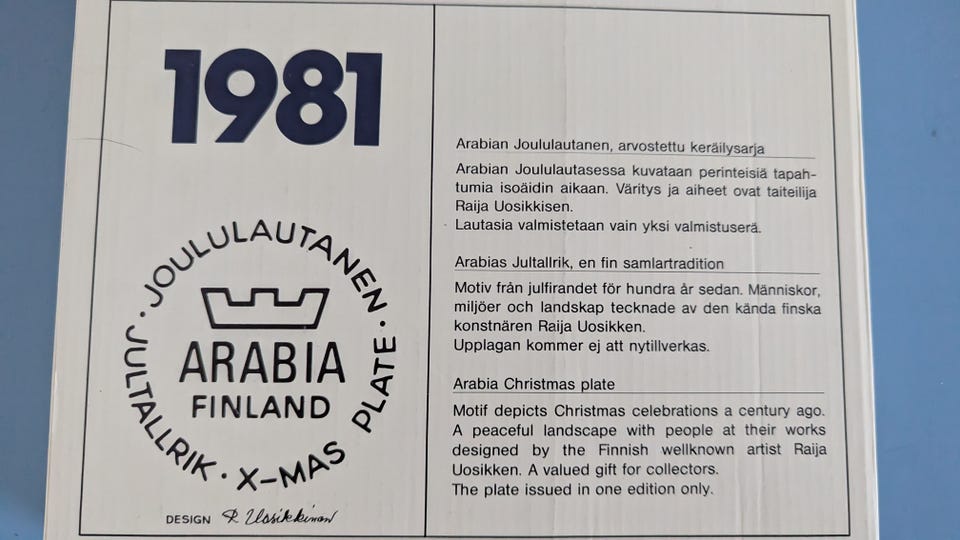 1981
JOULULAUTANEN · JULTALLRIK · X-MAS PLATE ·
ARABIA
FINLAND
DESIGN R Uosikkinen
Arabian Joululautanen, arvostettu keräilysarja
Arabian Joululautasessa kuvataan perinteisiä tapah-
tumia isoäidin aikaan. Väritys ja aiheet ovat taiteilija
Raija Uosikkisen.
Lautasia valmistetaan vain yksi valmistuserä.
Arabias Jultallrik, en fin samlartradition
Motiv från julfirandet för hundra år sedan. Människor,
miljöer och landskap tecknade av den kända finska
konstnären Raija Uosikken.
Upplagan kommer ej att nytillverkas.
Arabia Christmas plate
Motif depicts Christmas celebrations a century ago.
A peaceful landscape with people at their works
designed by the Finnish wellknown artist Raija
Uosikken. A valued gift for collectors.
The plate issued in one edition only.